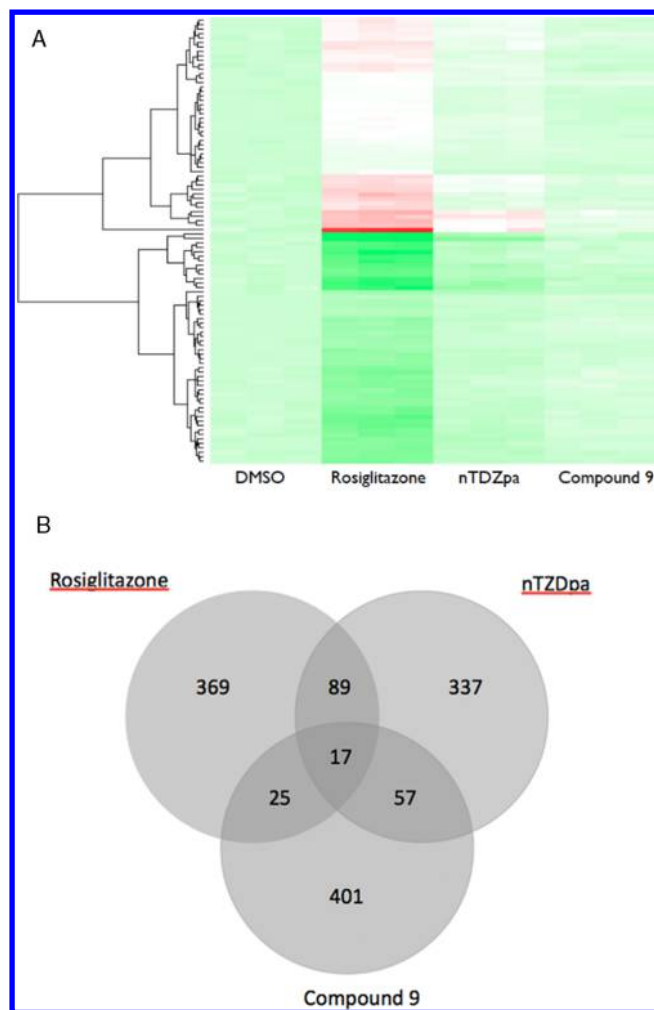 A
DMSO Rosiglitazone nTDZpa Compound 9
B
Rosiglitazone nTZDpa
369 89 337
17
25 57
401
Compound 9